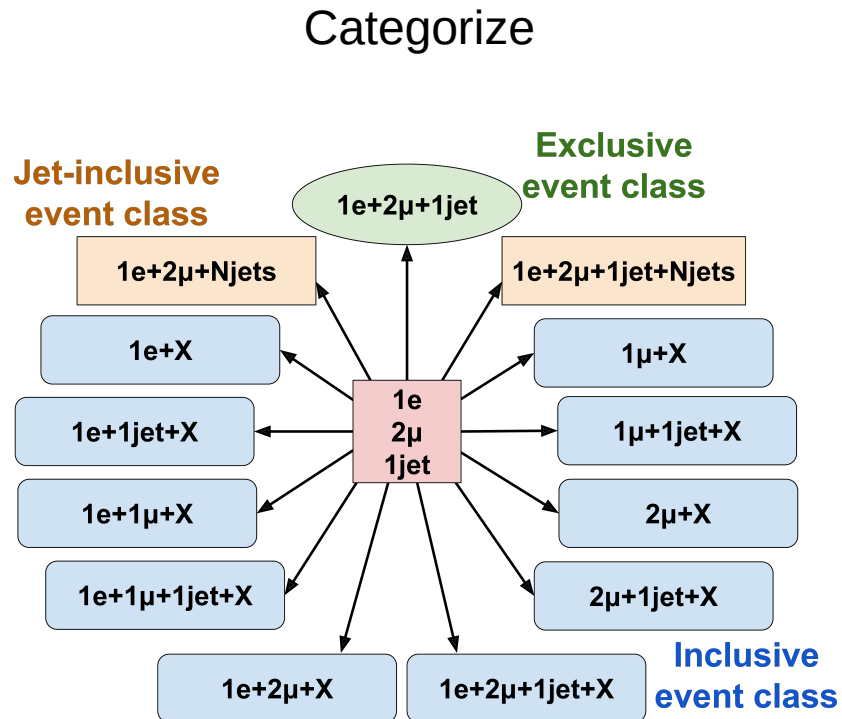 Categorize
Jet-inclusive
event class
Exclusive
event class
1e+2μ+1jet
1e+2μ+Njets
1e+2μ+1jet+Njets
1e+X
1μ+X
1e
2μ
1jet
1e+1jet+X
1μ+1jet+X
1e+1μ+X
2μ+X
1e+1μ+1jet+X
2μ+1jet+X
1e+2μ+X
1e+2μ+1jet+X
Inclusive
event class